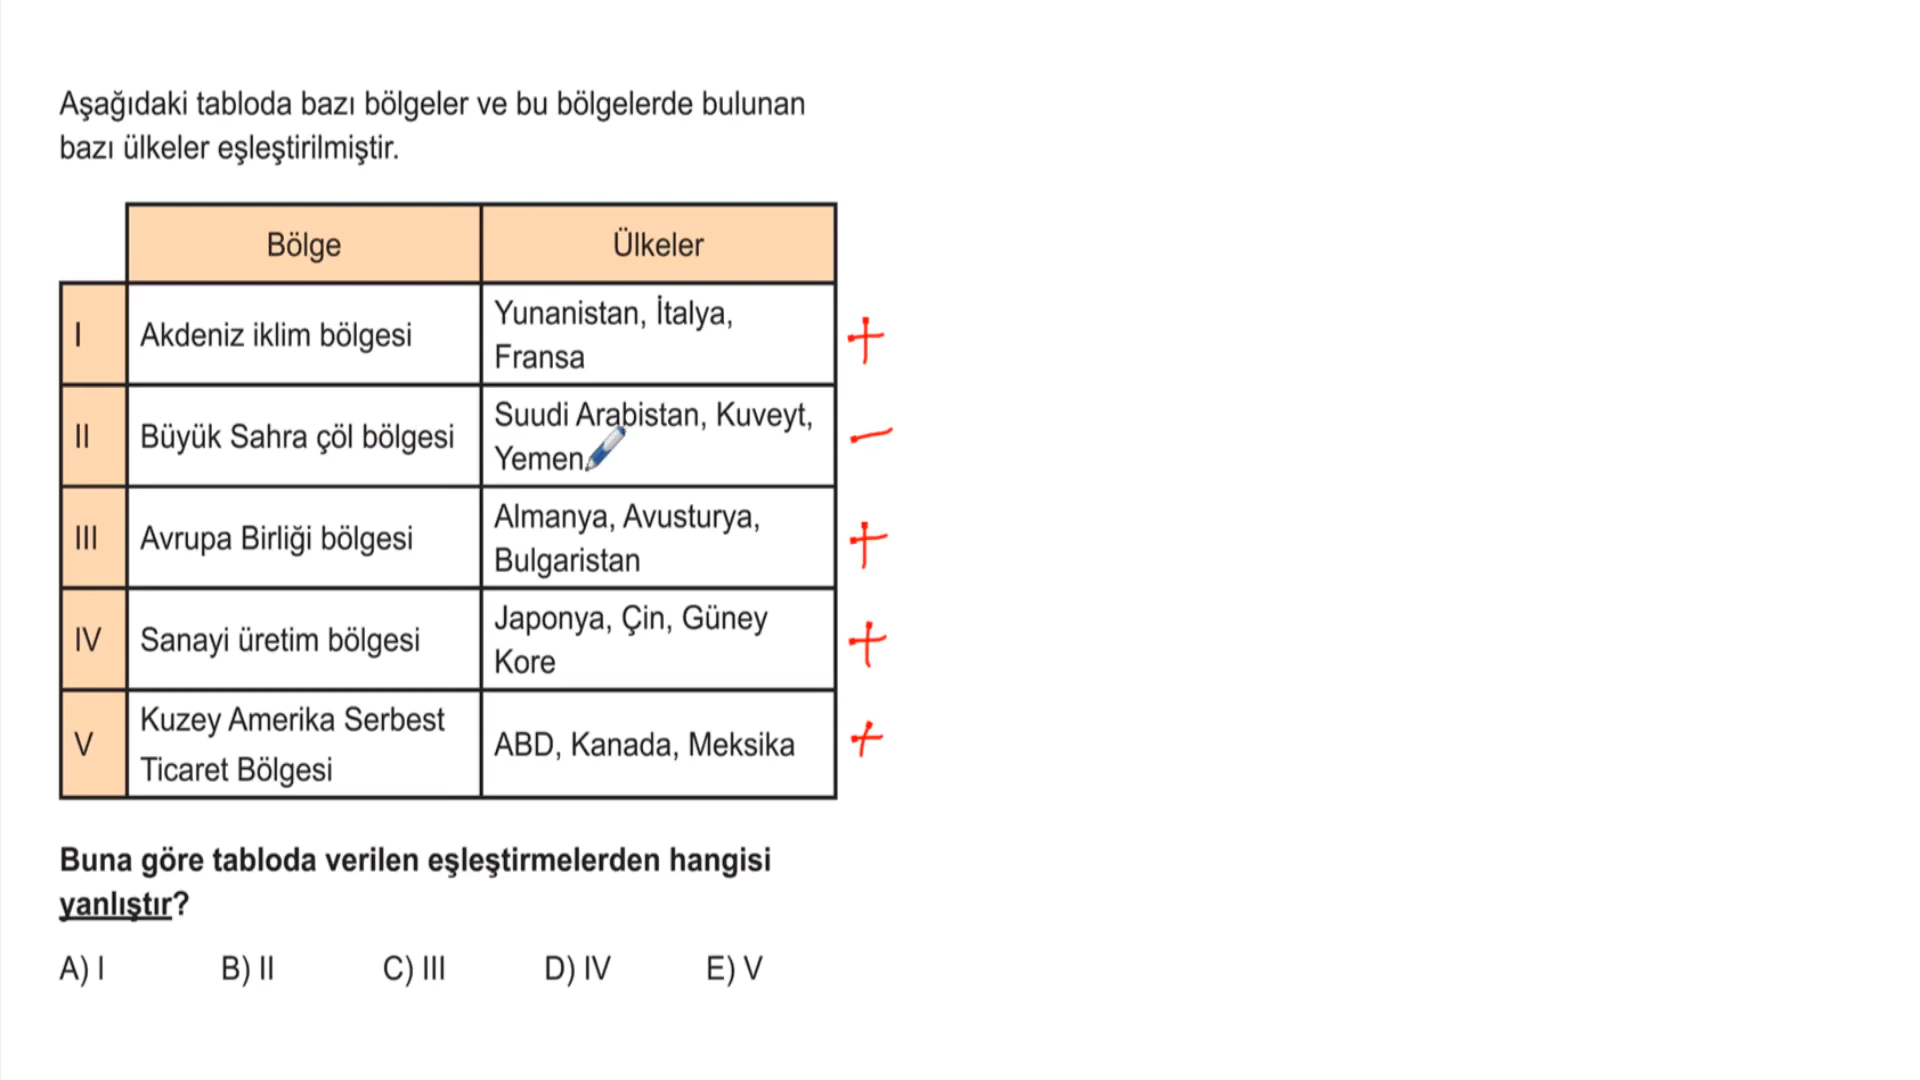 Aşağıdaki tabloda bazı bölgeler ve bu bölgelerde bulunan
bazı ülkeler eşleştirilmiştir.
Bölge Ülkeler
I Akdeniz iklim bölgesi Yunanistan, İtalya,
Fransa +
II Büyük Sahra çöl bölgesi Suudi Arabistan, Kuveyt,
Yemen −
III Avrupa Birliği bölgesi Almanya, Avusturya,
Bulgaristan +
IV Sanayi üretim bölgesi Japonya, Çin, Güney
Kore +
V Kuzey Amerika Serbest
Ticaret Bölgesi ABD, Kanada, Meksika +
Buna göre tabloda verilen eşleştirmelerden hangisi
yanlıştır?
A) I B) II C) III D) IV E) V